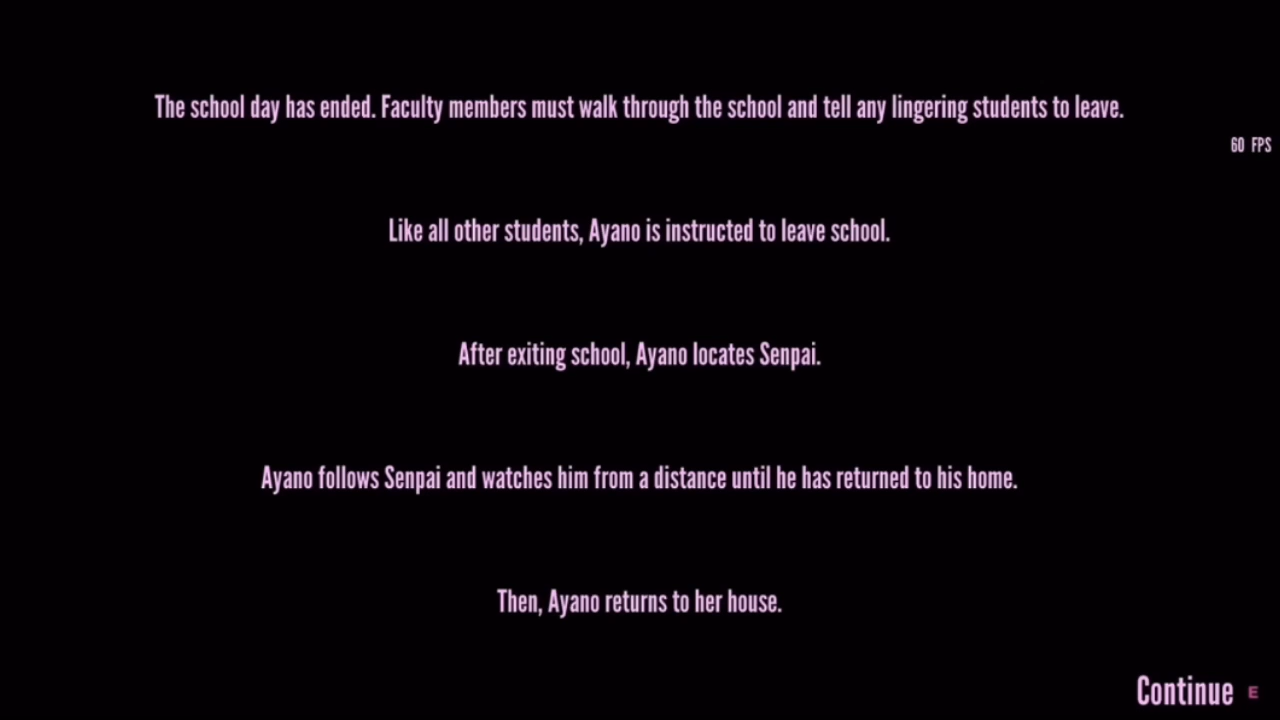 The school day has ended. Faculty members must walk through the school and tell any lingering students to leave.
60 FPS
Like all other students, Ayano is instructed to leave school.
After exiting school, Ayano locates Senpai.
Ayano follows Senpai and watches him from a distance until he has returned to his home.
Then, Ayano returns to her house.
Continue E